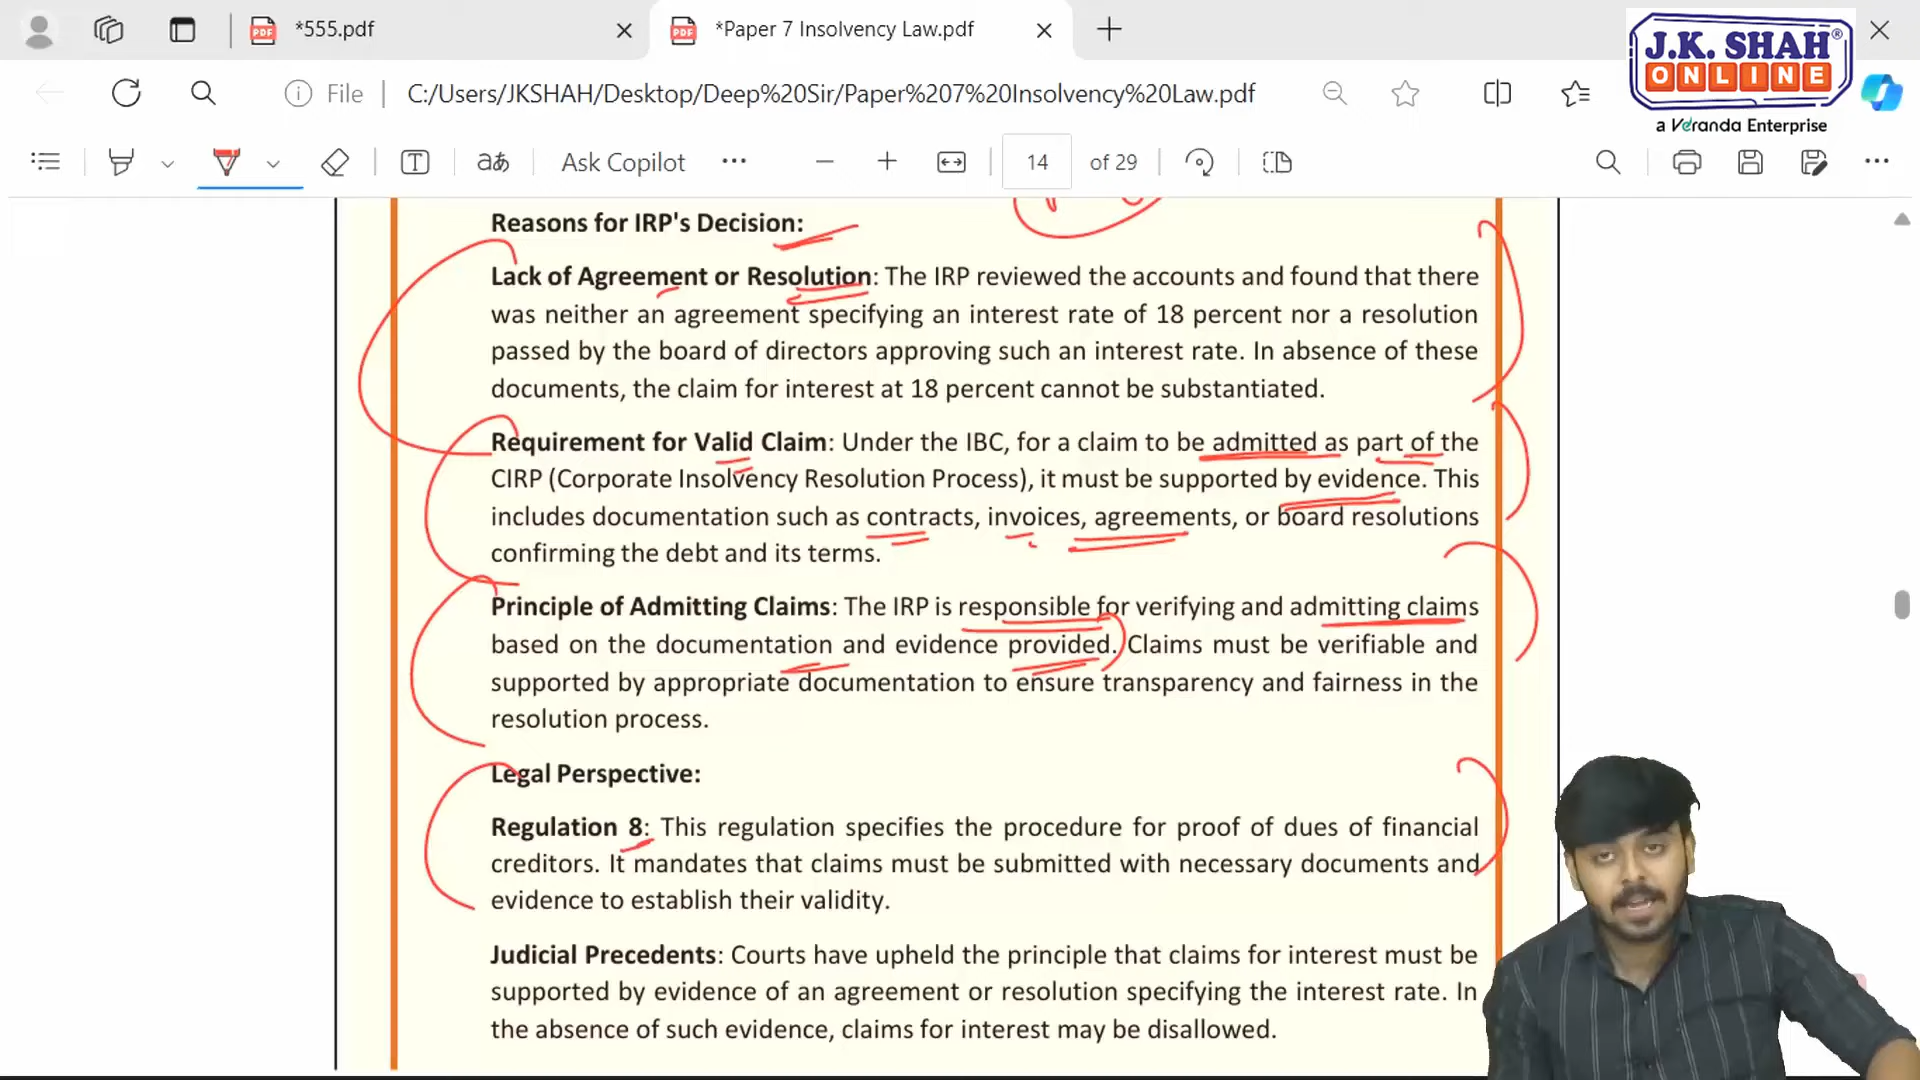 *555.pdf
*Paper 7 Insolvency Law.pdf
J.K. SHAH®
ONLINE
a Veranda Enterprise
File
C:/Users/JKSHAH/Desktop/Deep%20Sir/Paper%207%20Insolvency%20Law.pdf
Ask Copilot
14 of 29
Reasons for IRP's Decision:
Lack of Agreement or Resolution: The IRP reviewed the accounts and found that there
was neither an agreement specifying an interest rate of 18 percent nor a resolution
passed by the board of directors approving such an interest rate. In absence of these
documents, the claim for interest at 18 percent cannot be substantiated.
Requirement for Valid Claim: Under the IBC, for a claim to be admitted as part of the
CIRP (Corporate Insolvency Resolution Process), it must be supported by evidence. This
includes documentation such as contracts, invoices, agreements, or board resolutions
confirming the debt and its terms.
Principle of Admitting Claims: The IRP is responsible for verifying and admitting claims
based on the documentation and evidence provided. Claims must be verifiable and
supported by appropriate documentation to ensure transparency and fairness in the
resolution process.
Legal Perspective:
Regulation 8: This regulation specifies the procedure for proof of dues of financial
creditors. It mandates that claims must be submitted with necessary documents and
evidence to establish their validity.
Judicial Precedents: Courts have upheld the principle that claims for interest must be
supported by evidence of an agreement or resolution specifying the interest rate. In
the absence of such evidence, claims for interest may be disallowed.